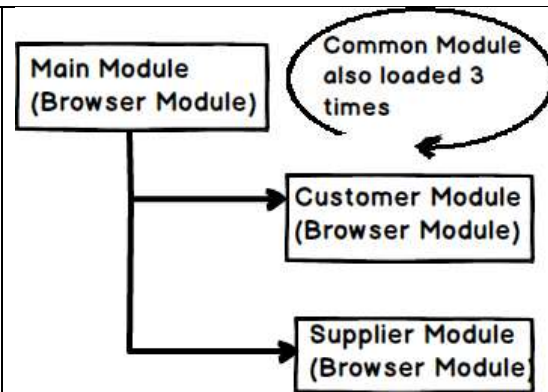 Main Module
(Browser Module)
Common Module
also loaded 3
times
Customer Module
(Browser Module)
Supplier Module
(Browser Module)